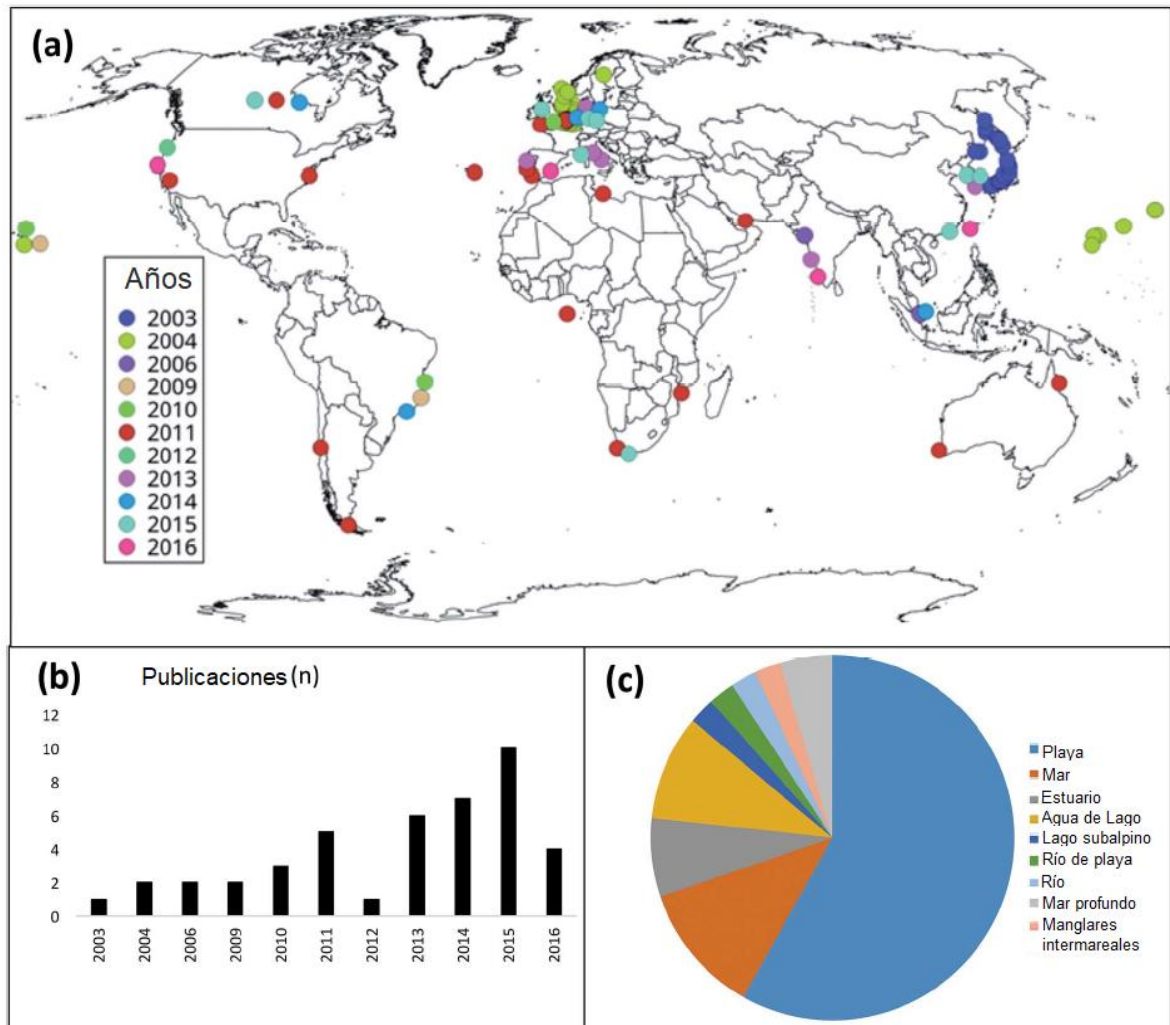 (a)
Años
2003
2004
2006
2009
2010
2011
2012
2013
2014
2015
2016
(b)
Publicaciones (n)
12
10
8
6
4
2
0
2003
2004
2006
2009
2010
2011
2012
2013
2014
2015
2016
(c)
Playa
Mar
Estuario
Agua de Lago
Lago subalpino
Río de playa
Río
Mar profundo
Manglares
intermareales